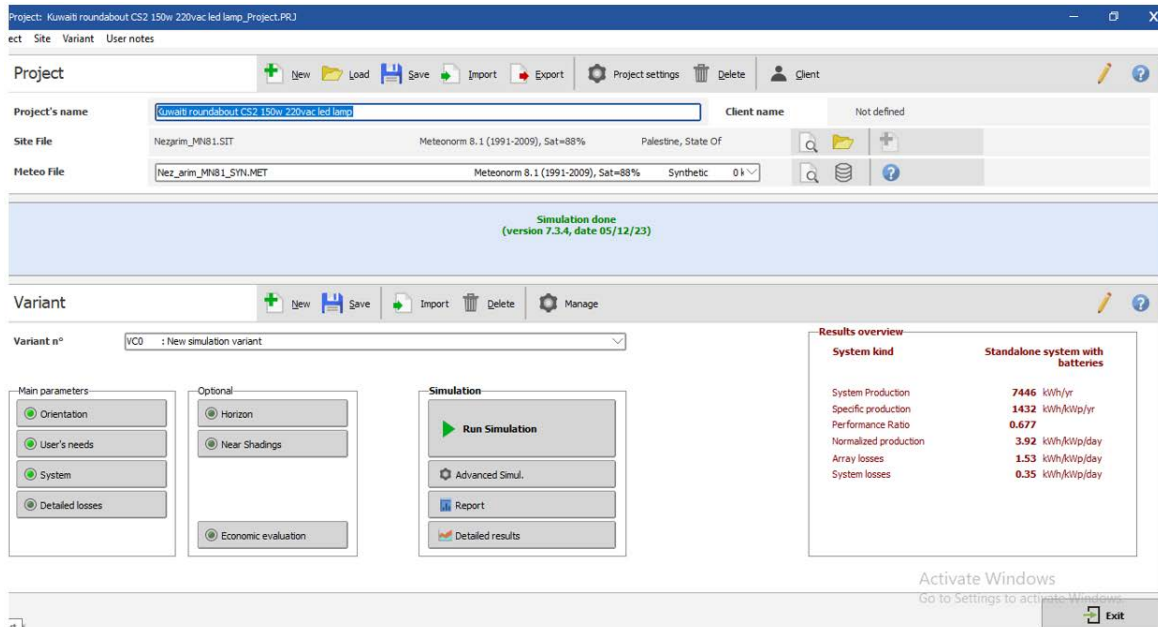 Project: Kuwaiti roundabout CS2 150w 220vac led lamp_Project.PRJ
ect Site Variant User notes
Project New Load Save Import Export Project settings Delete Client
Project's name Kuwaiti roundabout CS2 150w 220vac led lamp Client name Not defined
Site File Nezarim_MN81.SIT Meteonorm 8.1 (1991-2009), Sat=88% Palestine, State Of
Meteo File Nez_arim_MN81_SYN.MET Meteonorm 8.1 (1991-2009), Sat=88% Synthetic 0 k
Simulation done
(version 7.3.4, date 05/12/23)
Variant New Save Import Delete Manage
Variant n° VC0 : New simulation variant
Results overview
System kind Standalone system with
batteries
System Production 7446 kWh/yr
Specific production 1432 kWh/kWp/yr
Performance Ratio 0.677
Normalized production 3.92 kWh/kWp/day
Array losses 1.53 kWh/kWp/day
System losses 0.35 kWh/kWp/day
Main parameters
Orientation
User's needs
System
Detailed losses
Optional
Horizon
Near Shadings
Economic evaluation
Simulation
Run Simulation
Advanced Simul.
Report
Detailed results
Activate Windows
Go to Settings to activate Windows.
Exit